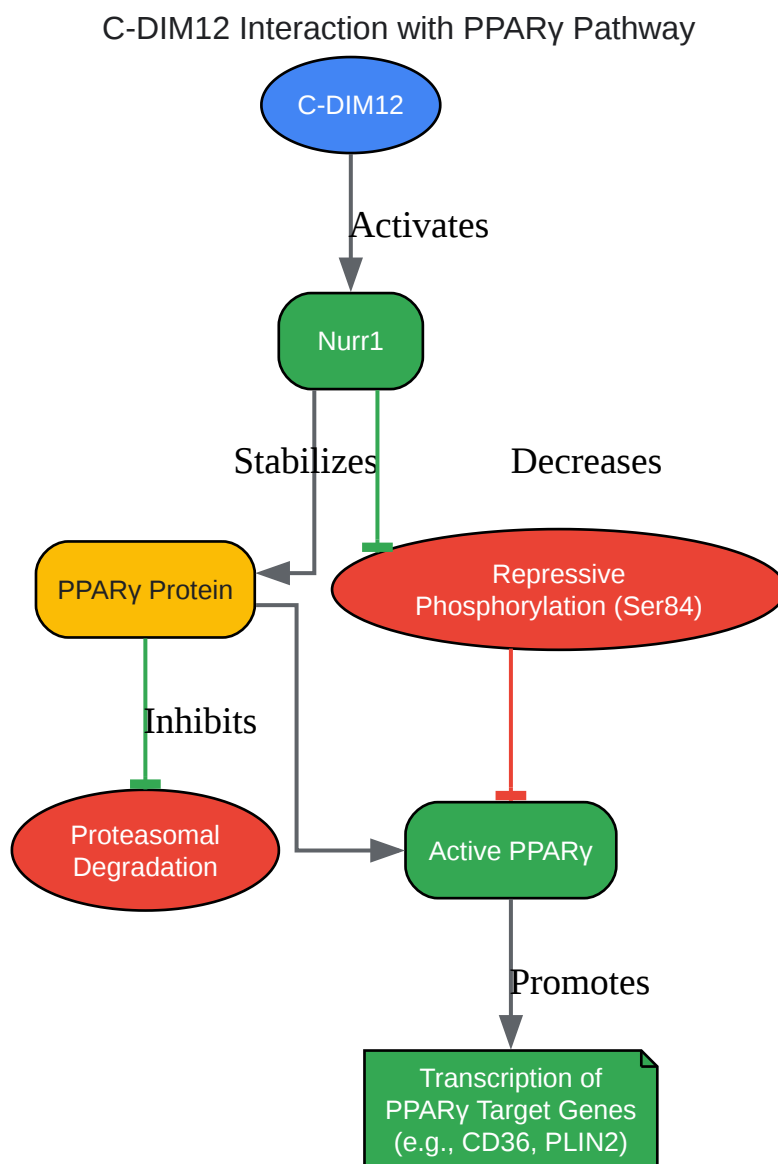 C-DIM12 Interaction with PPARγ Pathway
C-DIM12
Activates
Nurr1
Stabilizes
Decreases
PPARγ Protein
Repressive
Phosphorylation (Ser84)
Inhibits
Proteasomal
Degradation
Active PPARγ
Promotes
Transcription of
PPARγ Target Genes
(e.g., CD36, PLIN2)